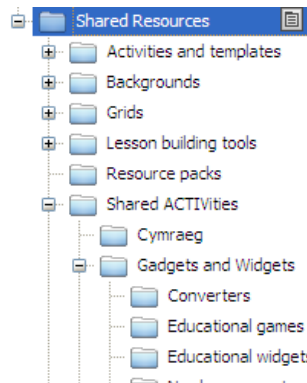 Shared Resources
Activities and templates
Backgrounds
Grids
Lesson building tools
Resource packs
Shared ACTIVities
Cymraeg
Gadgets and Widgets
Converters
Educational games
Educational widgets